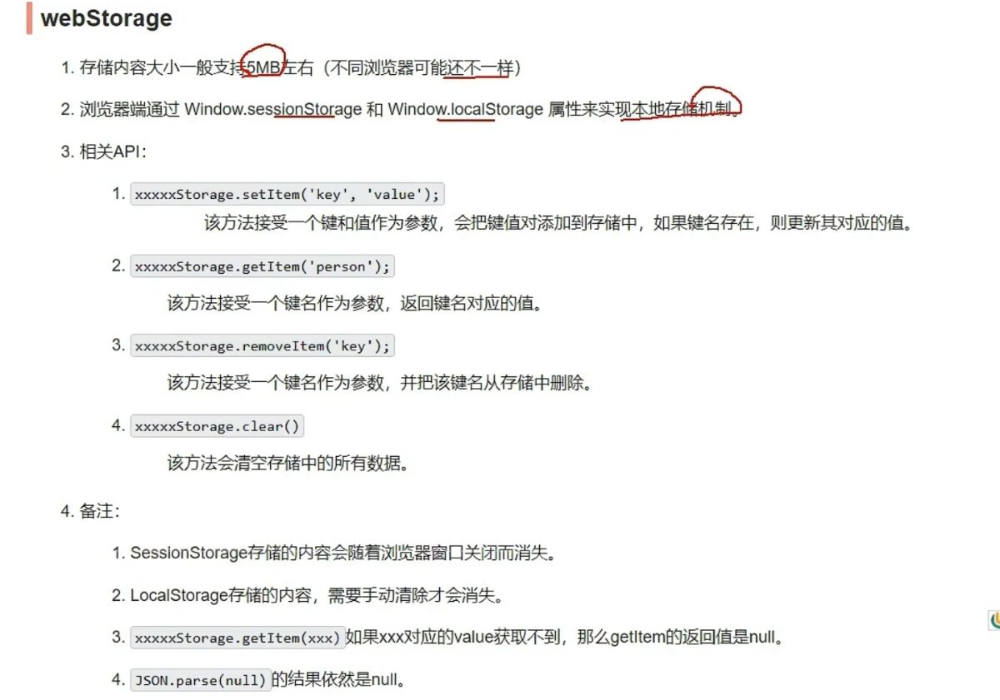 webStorage
1. 存储内容大小一般支持5MB左右（不同浏览器可能还不一样）
2. 浏览器端通过 Window.sessionStorage 和 Window.localStorage 属性来实现本地存储机制。
3. 相关API：
1. xxxxxStorage.setItem('key', 'value');
该方法接受一个键和值作为参数，会把键值对添加到存储中，如果键名存在，则更新其对应的值。
2. xxxxxStorage.getItem('person');
该方法接受一个键名作为参数，返回键名对应的值。
3. xxxxxStorage.removeItem('key');
该方法接受一个键名作为参数，并把该键名从存储中删除。
4. xxxxxStorage.clear()
该方法会清空存储中的所有数据。
4. 备注：
1. SessionStorage存储的内容会随着浏览器窗口关闭而消失。
2. LocalStorage存储的内容，需要手动清除才会消失。
3. xxxxxStorage.getItem(xxx)如果xxx对应的value获取不到，那么getItem的返回值是null。
4. JSON.parse(null)的结果依然是null。